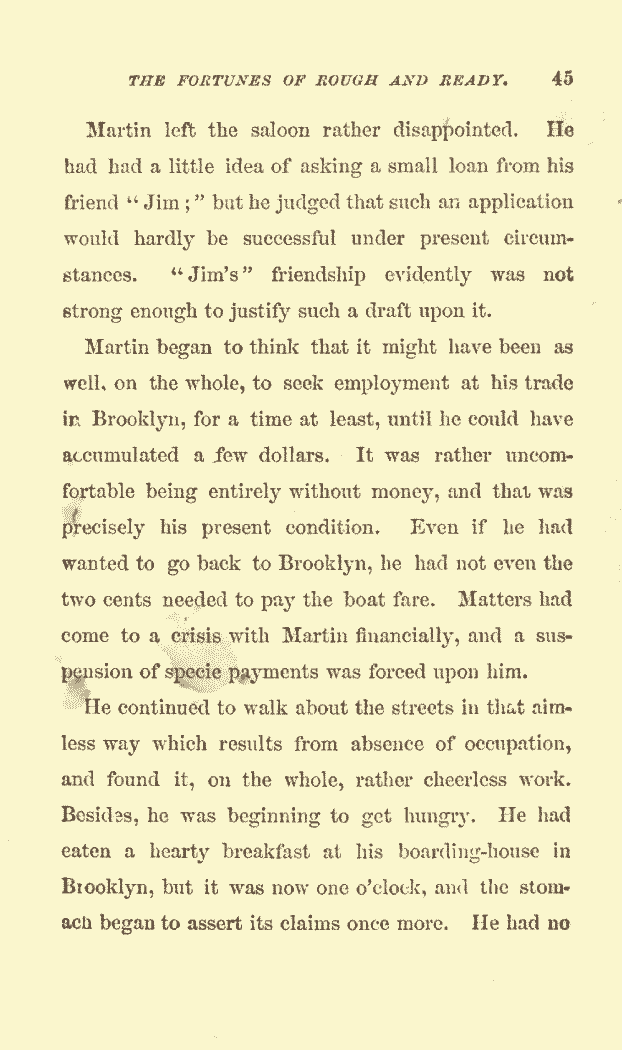 THE FORTUNES OF ROUGH AND READY. 45
Martin left the saloon rather disappointed. He
had had a little idea of asking a small loan from his
friend “Jim;” but he judged that such an application
would hardly be successful under present circum-
stances. “Jim's” friendship evidently was not
strong enough to justify such a draft upon it.
Martin began to think that it might have been as
well, on the whole, to seek employment at his trade
in Brooklyn, for a time at least, until he could have
accumulated a few dollars. It was rather uncom-
fortable being entirely without money, and that was
precisely his present condition. Even if he had
wanted to go back to Brooklyn, he had not even the
two cents needed to pay the boat fare. Matters had
come to a crisis with Martin financially, and a sus-
pension of specie payments was forced upon him.
He continued to walk about the streets in that aim-
less way which results from absence of occupation,
and found it, on the whole, rather cheerless work.
Besides, he was beginning to get hungry. He had
eaten a hearty breakfast at his boarding-house in
Brooklyn, but it was now one o'clock, and the stom-
ach began to assert its claims once more. He had no